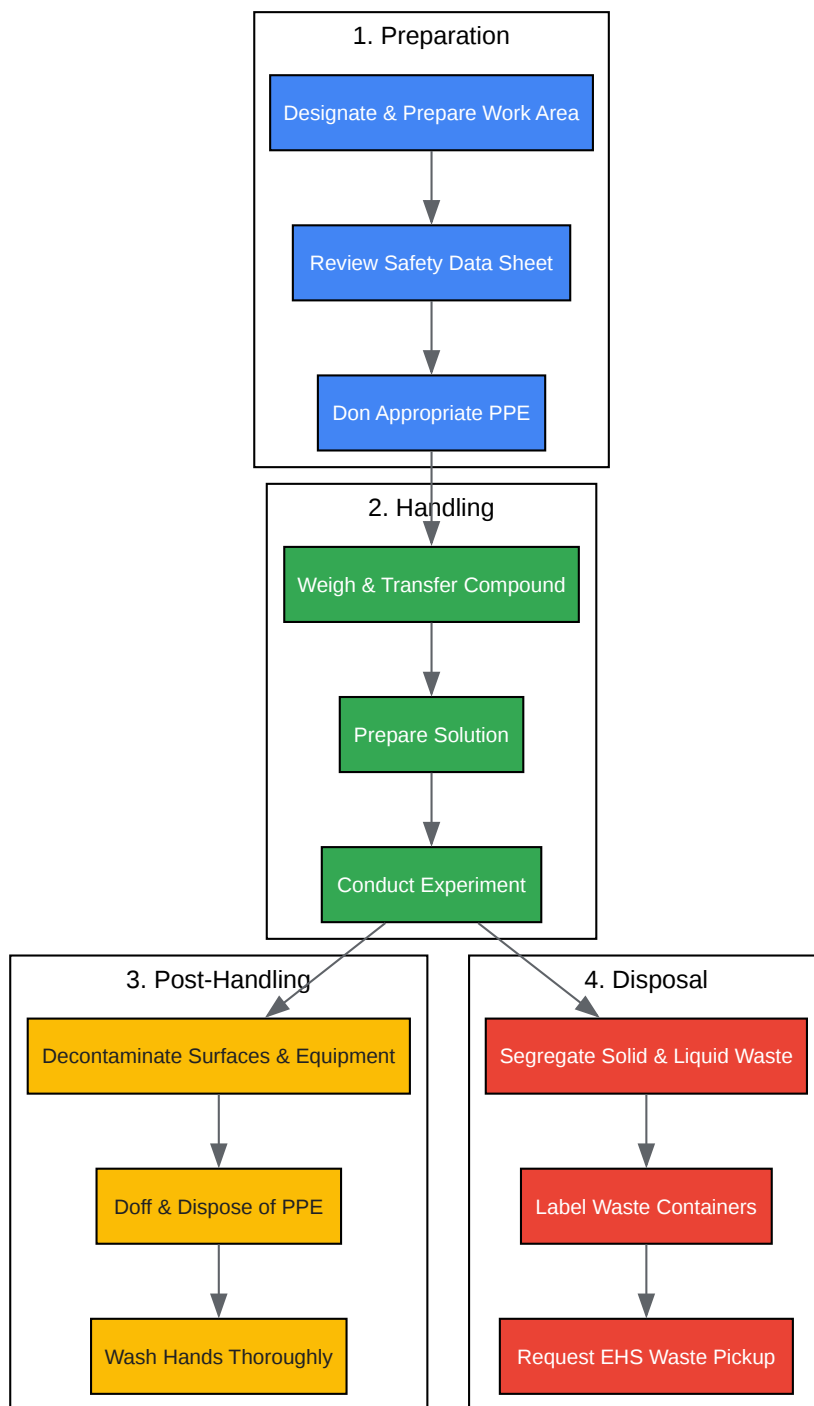 1. Preparation
Designate & Prepare Work Area
Review Safety Data Sheet
Don Appropriate PPE
2. Handling
Weigh & Transfer Compound
Prepare Solution
Conduct Experiment
3. Post-Handling
Decontaminate Surfaces & Equipment
Doff & Dispose of PPE
Wash Hands Thoroughly
4. Disposal
Segregate Solid & Liquid Waste
Label Waste Containers
Request EHS Waste Pickup